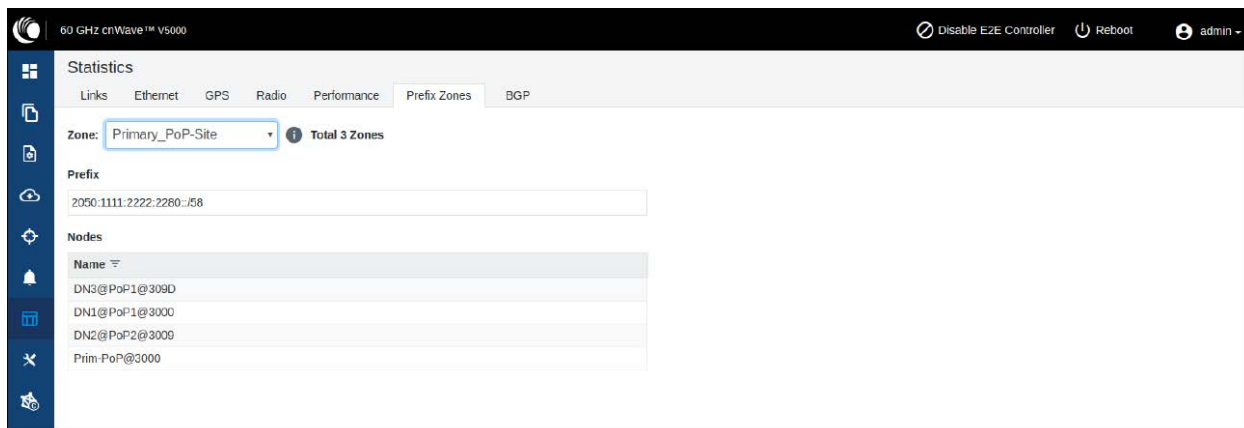 60 GHz cnWave™ V5000
Disable E2E Controller
Reboot
admin
Statistics
Links Ethernet GPS Radio Performance Prefix Zones BGP
Zone: Primary_PoP-Site i Total 3 Zones
Prefix
2050:1111:2222:2280::/58
Nodes
Name
DN3@PoP1@309D
DN1@PoP1@3000
DN2@PoP2@3009
Prim-PoP@3000